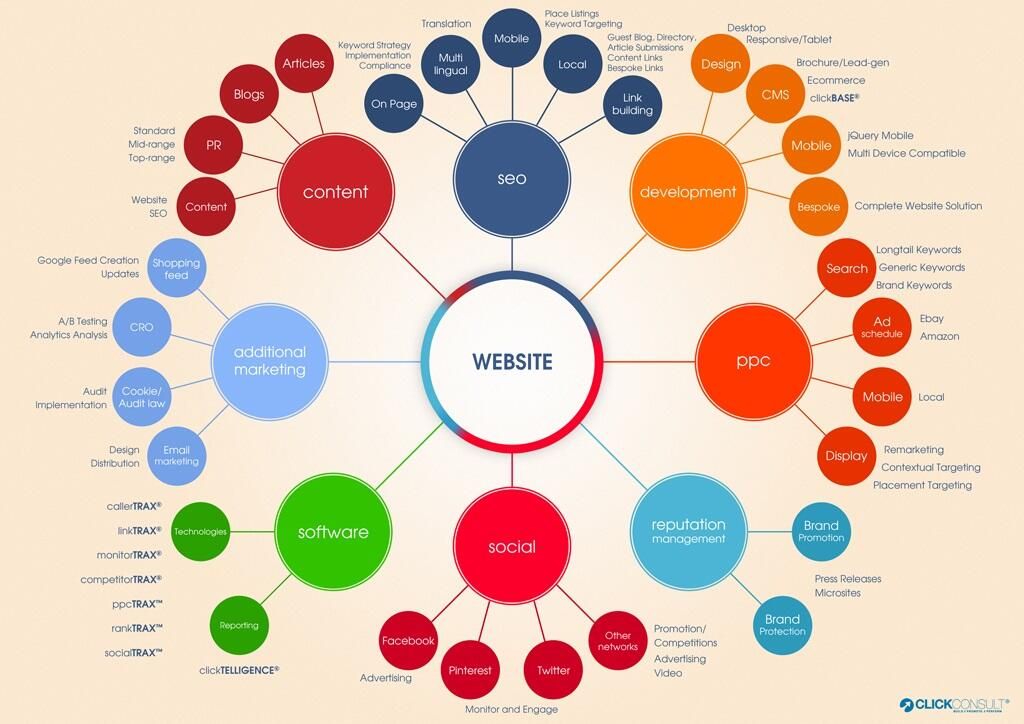 Place Listings
Keyword Targeting
Translation
Keyword Strategy
Implementation
Compliance
Guest Blog, Directory,
Article Submissions
Content Links
Bespoke Links
Desktop
Responsive/Tablet
Brochure/Lead-gen
Ecommerce
clickBASE®
Articles
Blogs
PR
Content
Standard
Mid-range
Top-range
Website
SEO
content
On Page
Multi
lingual
Mobile
Local
Link
building
seo
Design
CMS
Mobile
Bespoke
jQuery Mobile
Multi Device Compatible
Complete Website Solution
development
Google Feed Creation
Updates
Shopping
feed
A/B Testing
Analytics Analysis
CRO
Audit
Implementation
Cookie/
Audit law
Design
Distribution
Email
marketing
additional
marketing
WEBSITE
ppc
Search
Longtail Keywords
Generic Keywords
Brand Keywords
Ad
schedule
Ebay
Amazon
Mobile
Local
Display
Remarketing
Contextual Targeting
Placement Targeting
callerTRAX®
linkTRAX®
monitorTRAX®
competitorTRAX®
ppcTRAX™
rankTRAX™
socialTRAX™
Technologies
Reporting
clickTELLIGENCE®
software
social
Facebook
Advertising
Pinterest
Twitter
Monitor and Engage
Other
networks
Promotion/
Competitions
Advertising
Video
reputation
management
Brand
Promotion
Press Releases
Microsites
Brand
Protection
CLICKCONSULT®
BUILD // PROMOTE // PERFORM